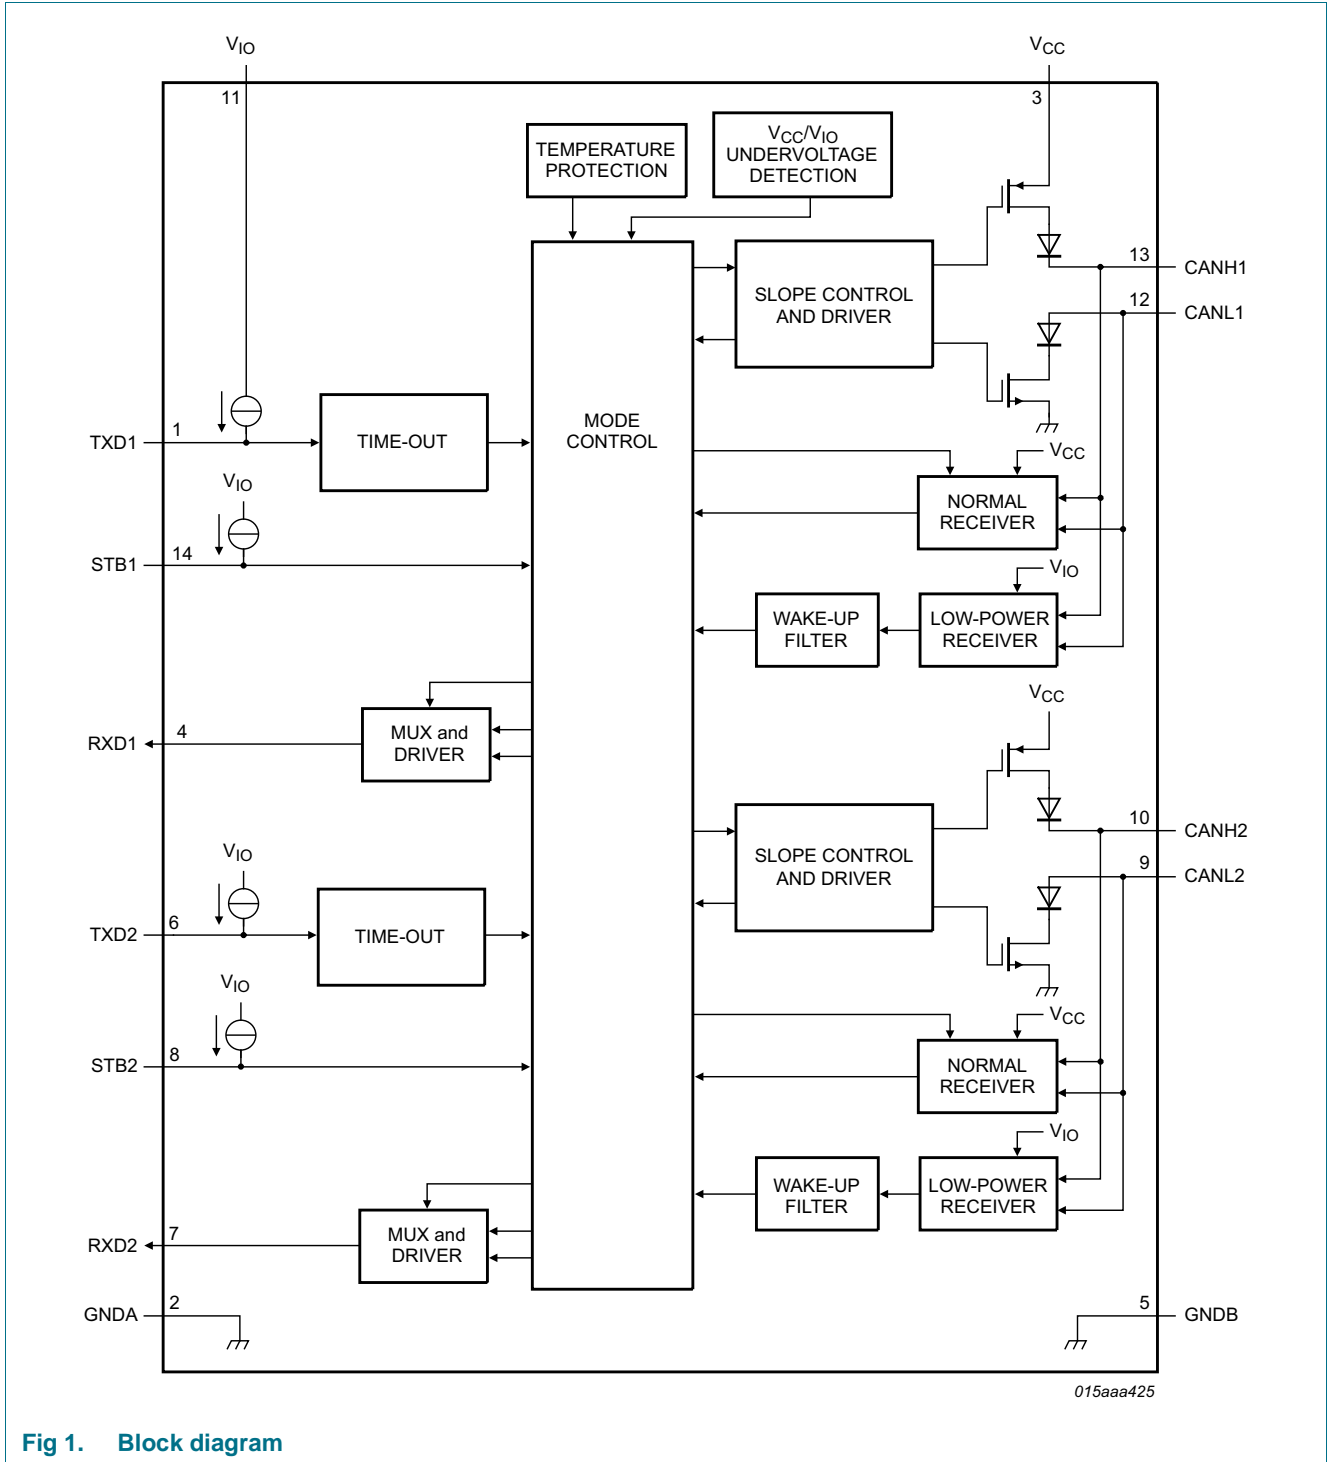 VIO
VCC
11
3
TEMPERATURE
PROTECTION
VCC/VIO
UNDERVOLTAGE
DETECTION
13
CANH1
SLOPE CONTROL
AND DRIVER
12
CANL1
MODE
CONTROL
TXD1
1
TIME-OUT
VCC
VIO
NORMAL
RECEIVER
STB1
14
VIO
WAKE-UP
FILTER
LOW-POWER
RECEIVER
VCC
RXD1
4
MUX and
DRIVER
10
CANH2
SLOPE CONTROL
AND DRIVER
VIO
9
CANL2
TXD2
6
TIME-OUT
VIO
VCC
STB2
8
NORMAL
RECEIVER
VIO
WAKE-UP
FILTER
LOW-POWER
RECEIVER
RXD2
7
MUX and
DRIVER
GNDA
2
5
GNDB
015aaa425
Fig 1. Block diagram